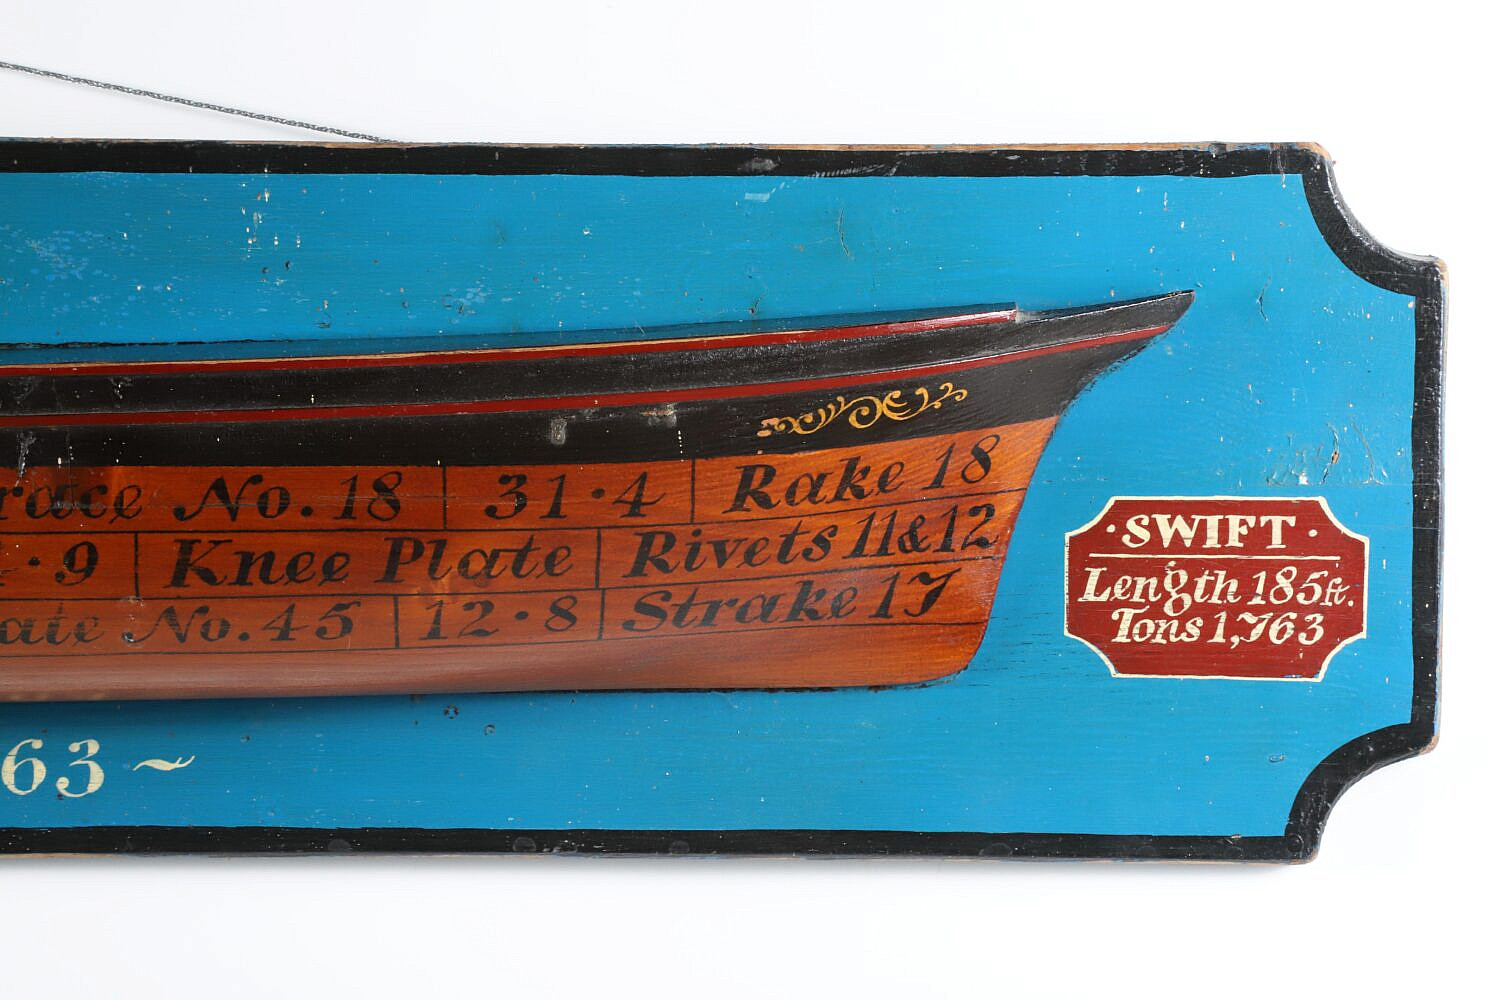 No. 18 31·4 Rake 18
9 Knee Plate Rivets 11&12
No. 45 12·8 Strake 17
· SWIFT ·
Length 185ft.
Tons 1,763
63 ~